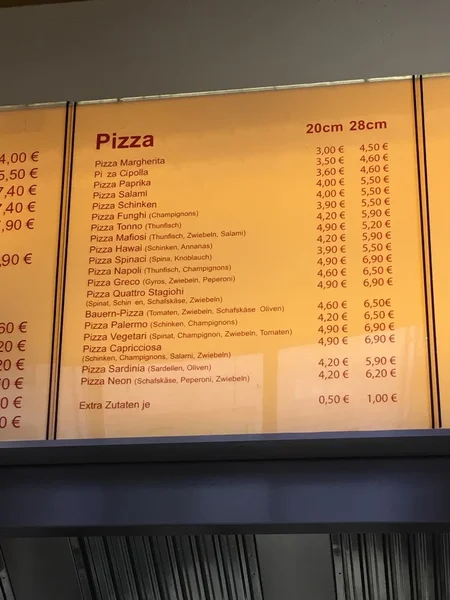 4,00 €
5,50 €
7,40 €
7,40 €
,90 €
,90 €
60 €
20 €
20 €
0 €
0 €
0 €
Pizza 20cm 28cm
Pizza Margherita 3,00 € 4,50 €
Pi za Cipolla 3,50 € 4,60 €
Pizza Paprika 3,60 € 4,60 €
Pizza Salami 4,00 € 5,50 €
Pizza Schinken 4,00 € 5,50 €
Pizza Funghi (Champignons) 3,90 € 5,50 €
Pizza Tonno (Thunfisch) 4,20 € 5,90 €
Pizza Mafiosi (Thunfisch, Zwiebeln, Salami) 4,90 € 5,20 €
Pizza Hawai (Schinken, Annanas) 4,20 € 5,90 €
Pizza Spinaci (Spina, Knoblauch) 3,90 € 5,50 €
Pizza Napoli (Thunfisch, Champignons) 4,90 € 6,90 €
Pizza Greco (Gyros, Zwiebeln, Peperoni) 4,60 € 6,50 €
Pizza Quattro Stagiohi 4,90 € 6,90 €
(Spinat, Schin en, Schafskäse, Zwiebeln)
Bauern-Pizza (Tomaten, Zwiebeln, Schafskäse Oliven) 4,60 € 6,50€
Pizza Palermo (Schinken, Champignons) 4,20 € 6,50 €
Pizza Vegetari (Spinat, Champignon, Zwiebeln, Tomaten) 4,90 € 6,90 €
Pizza Capricciosa 4,90 € 6,90 €
(Schinken, Champignons, Salami, Zwiebeln)
Pizza Sardinia (Sardellen, Oliven) 4,20 € 5,90 €
Pizza Neon (Schafskäse, Peperoni, Zwiebeln) 4,20 € 6,20 €
Extra Zutaten je 0,50 € 1,00 €